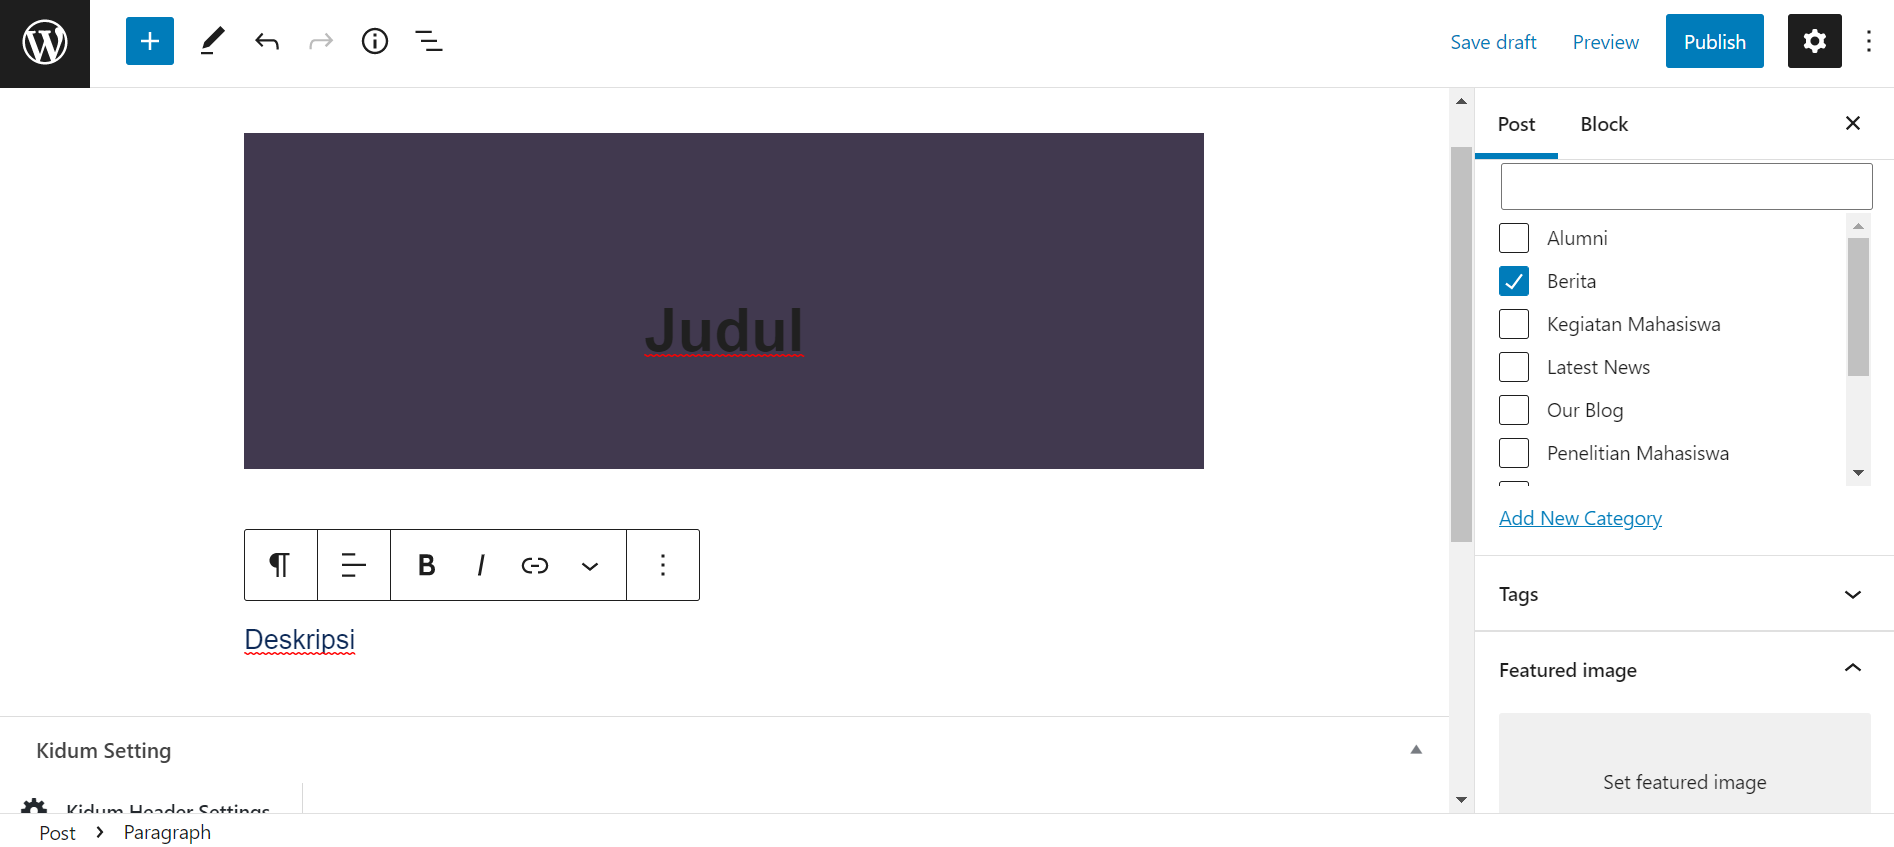 Save draft Preview Publish
Judul
B I
Deskripsi
Kidum Setting
Kidum Header Settings
Post Paragraph
Post Block
Alumni
Berita
Kegiatan Mahasiswa
Latest News
Our Blog
Penelitian Mahasiswa
Add New Category
Tags
Featured image
Set featured image